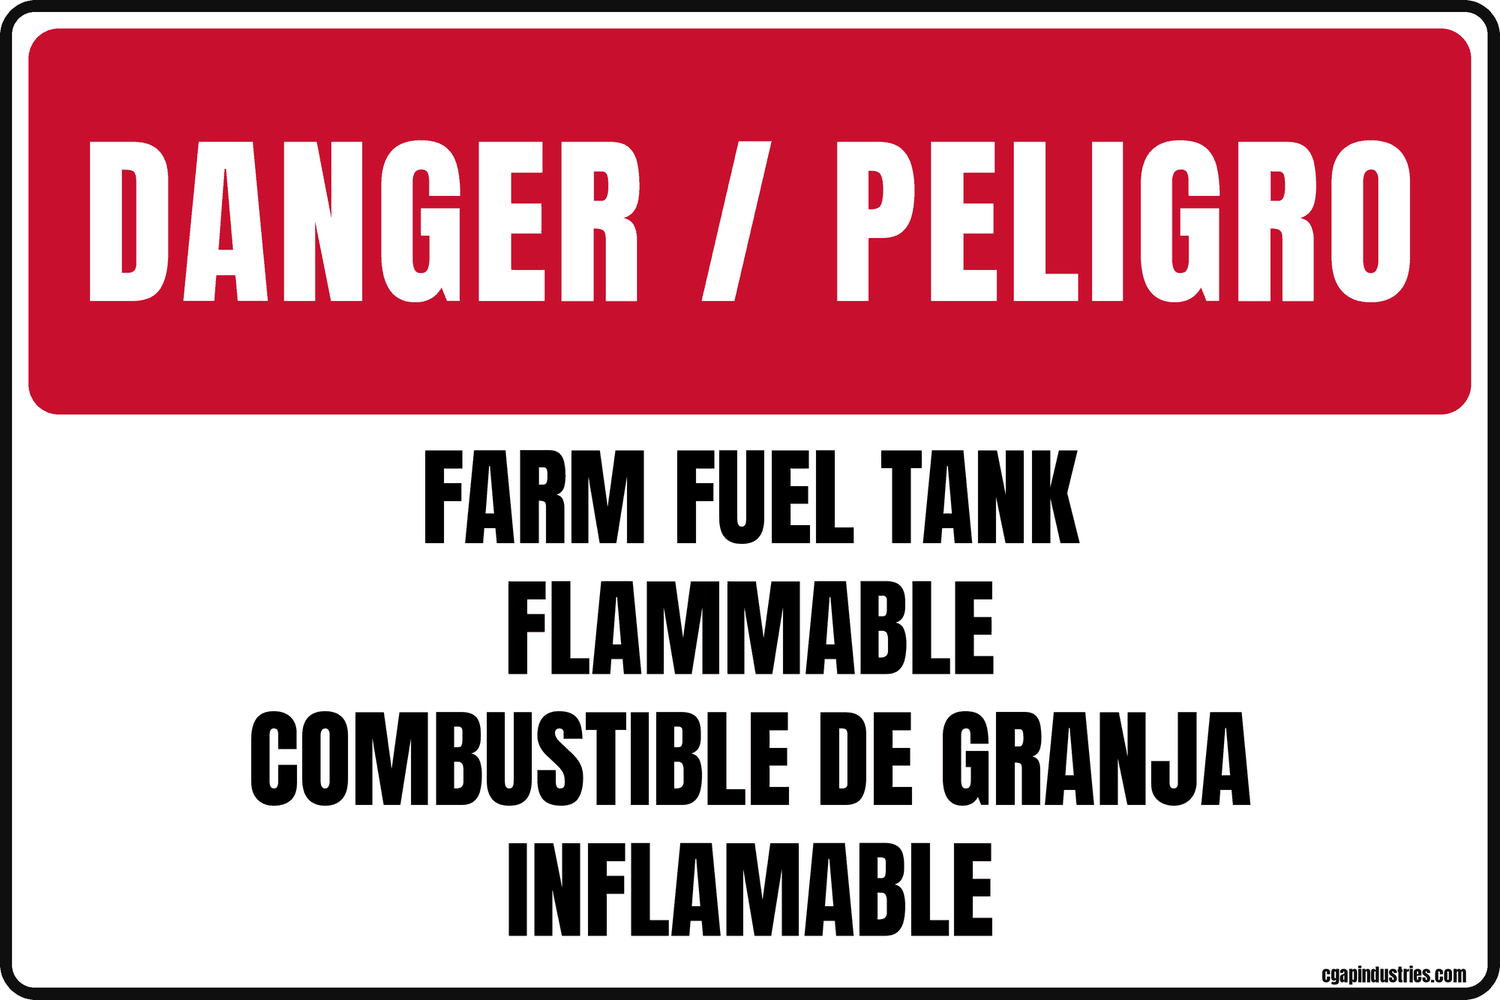 DANGER / PELIGRO
FARM FUEL TANK
FLAMMABLE
COMBUSTIBLE DE GRANJA
INFLAMABLE
cgapindustries.com